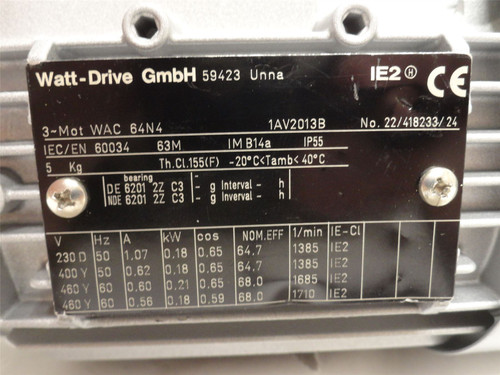 Watt-Drive GmbH 59423 Unna IE2 H CE
3-Mot WAC 64N4 1AV2013B No. 22/418233/24
IEC/EN 60034 63M IM B14a IP55
5 Kg Th.Cl.155(F) -20°C<Tamb< 40°C
bearing
DE 6201 2Z C3 - g Interval - h
NDE 6201 2Z C3 - g Inverval - h
V Hz A kW cos NOM.EFF 1/min IE-Cl
230 D 50 1.07 0.18 0.65 64.7 1385 IE2
400 Y 50 0.62 0.18 0.65 64.7 1385 IE2
460 Y 60 0.60 0.21 0.65 68.0 1685 IE2
460 Y 60 0.56 0.18 0.59 68.0 1710 IE2